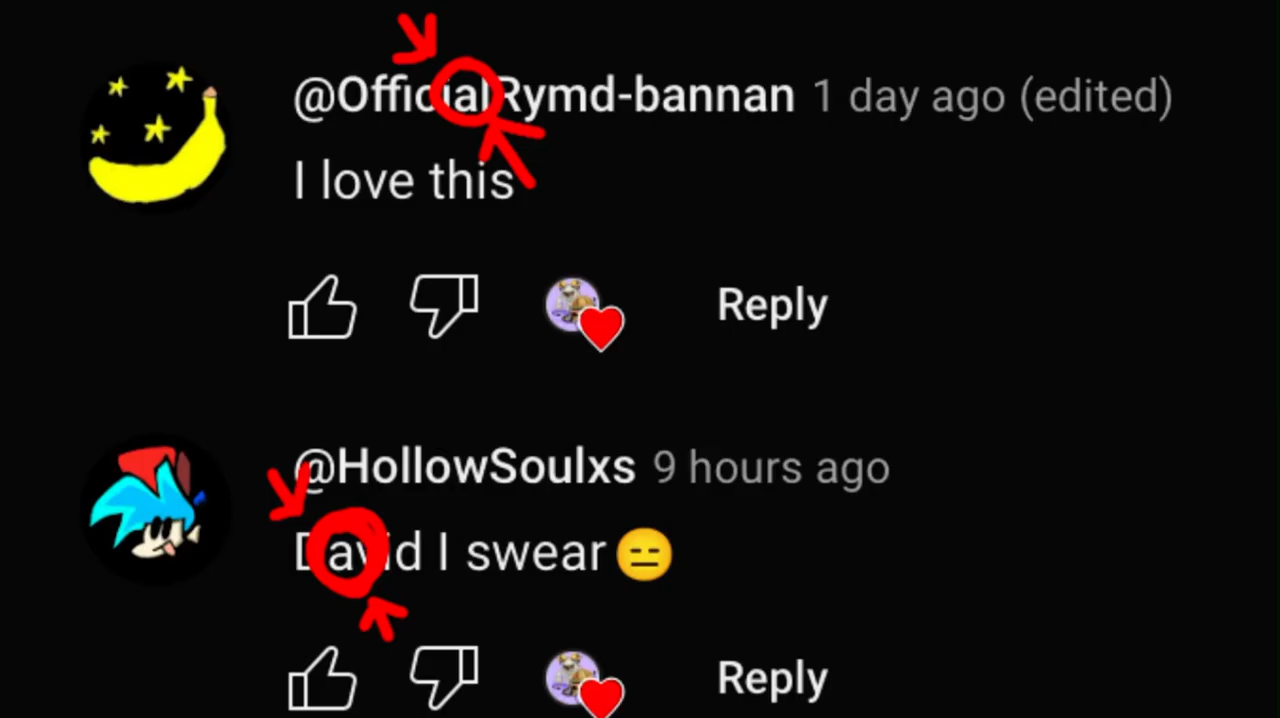 @OfficialRymd-bannan 1 day ago (edited)
I love this
Reply
@HollowSoulxs 9 hours ago
David I swear😑
Reply